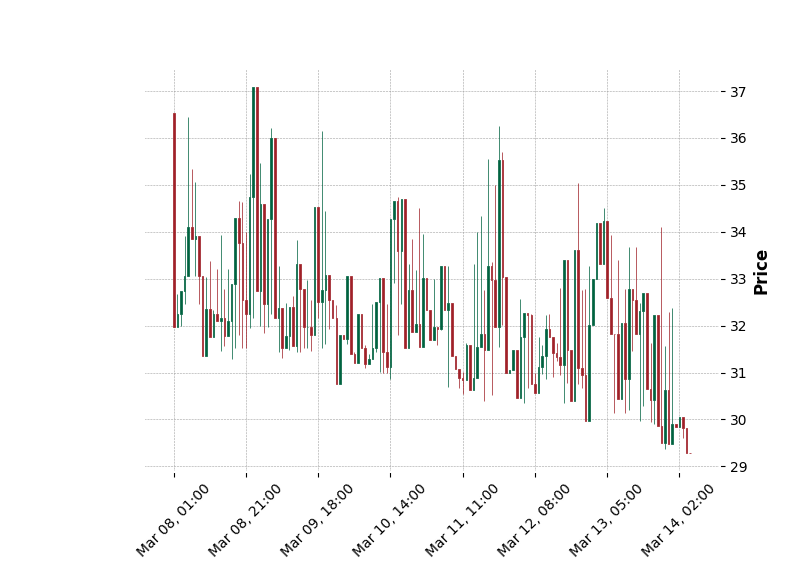 37
36
35
34
33
32
31
30
29
Price
Mar 08, 01:00
Mar 08, 21:00
Mar 09, 18:00
Mar 10, 14:00
Mar 11, 11:00
Mar 12, 08:00
Mar 13, 05:00
Mar 14, 02:00